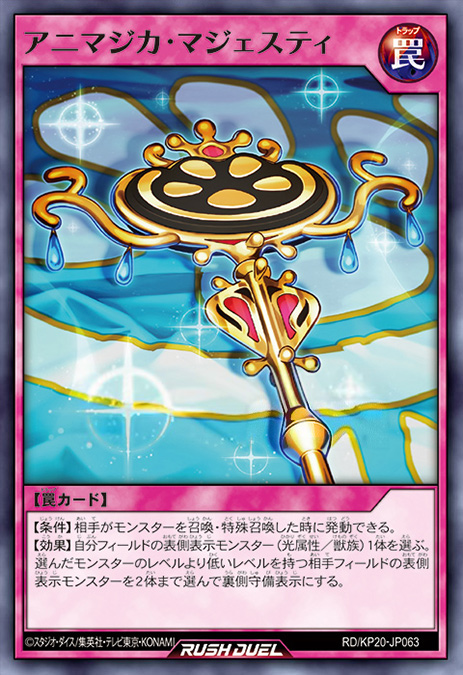 アニマジカ・マジェスティ
トラップ
罠
【罠カード】
【条件】相手がモンスターを召喚・特殊召喚した時に発動できる。
【効果】自分フィールドの表側表示モンスター(光属性/獣族)1体を選ぶ。
選んだモンスターのレベルより低いレベルを持つ相手フィールドの表側
表示モンスターを2体まで選んで裏側守備表示にする。
©スタジオ・ダイス/集英社・テレビ東京・KONAMI
RUSH DUEL
RD/KP20-JP063